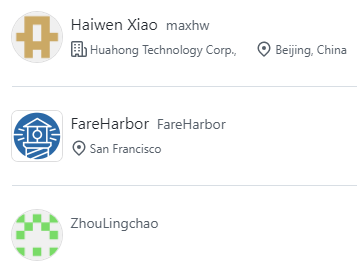 Haiwen Xiao maxhw
Huahong Technology Corp., Beijing, China
FareHarbor FareHarbor
San Francisco
ZhouLingchao